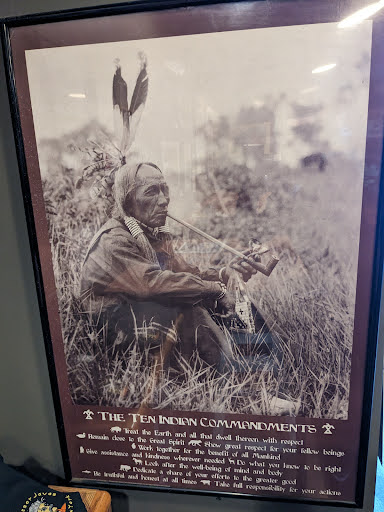 THE TEN INDIAN COMMANDMENTS
Treat the Earth and all that dwell thereon with respect
Remain close to the Great Spirit Show great respect for your fellow beings
Work together for the benefit of all Mankind
Give assistance and kindness wherever needed Do what you know to be right
Look after the well-being of mind and body
Dedicate a share of your efforts to the greater good
Be truthful and honest at all times Take full responsibility for your actions